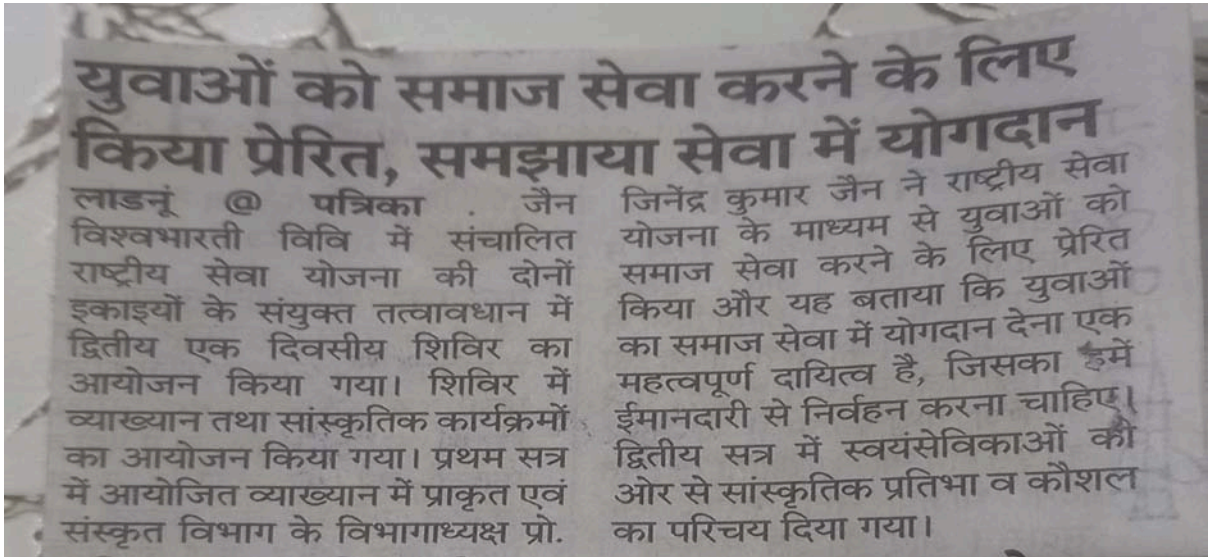 युवाओं को समाज सेवा करने के लिए
किया प्रेरित, समझाया सेवा में योगदान
लाडनूं @ पत्रिका . जैन
विश्वभारती विवि में संचालित
राष्ट्रीय सेवा योजना की दोनों
इकाइयों के संयुक्त तत्वावधान में
द्वितीय एक दिवसीय शिविर का
आयोजन किया गया। शिविर में
व्याख्यान तथा सांस्कृतिक कार्यक्रमों
का आयोजन किया गया। प्रथम सत्र
में आयोजित व्याख्यान में प्राकृत एवं
संस्कृत विभाग के विभागाध्यक्ष प्रो.
जिनेंद्र कुमार जैन ने राष्ट्रीय सेवा
योजना के माध्यम से युवाओं को
समाज सेवा करने के लिए प्रेरित
किया और यह बताया कि युवाओं
का समाज सेवा में योगदान देना एक
महत्वपूर्ण दायित्व है, जिसका हमें
ईमानदारी से निर्वहन करना चाहिए।
द्वितीय सत्र में स्वयंसेविकाओं की
ओर से सांस्कृतिक प्रतिभा व कौशल
का परिचय दिया गया।